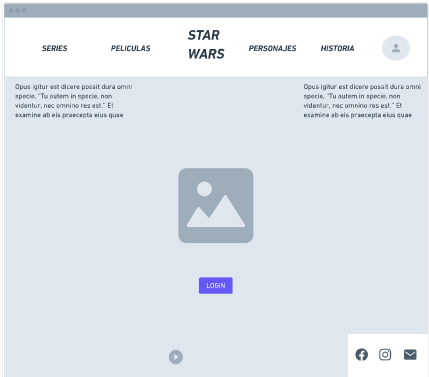 SERIES
PELICULAS
STAR
WARS
PERSONAJES
HISTORIA
Opus igitur est dicere possit dura omni
specie, "Tu autem in specie, non
videntur, nec omnino res est." Et
examine ab eis praecepta eius quae
Opus igitur est dicere possit dura omni
specie, "Tu autem in specie, non
videntur, nec omnino res est." Et
examine ab eis praecepta eius quae
LOGIN